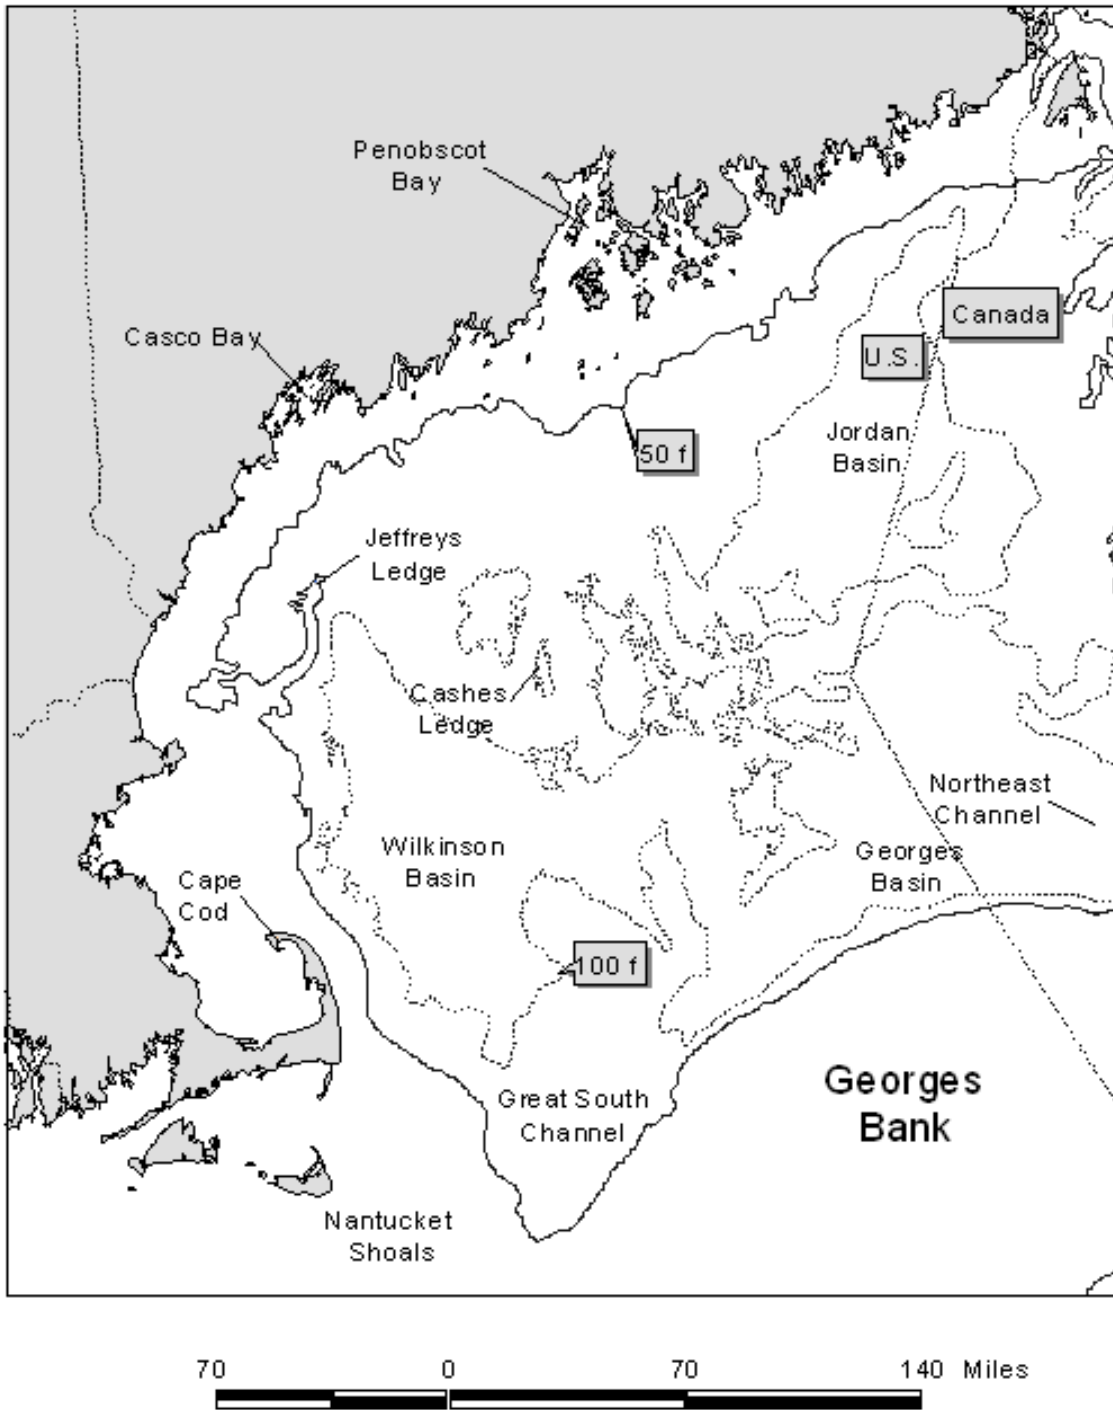 Penobscot
Bay
Casco Bay
Canada
U.S.
Jordan
Basin
50 f
Jeffreys
Ledge
Cashes
Ledge
Northeast
Channel
Wilkinson
Basin
Georges
Basin
Cape
Cod
100 f
Georges
Bank
Great South
Channel
Nantucket
Shoals
70 0 70 140 Miles